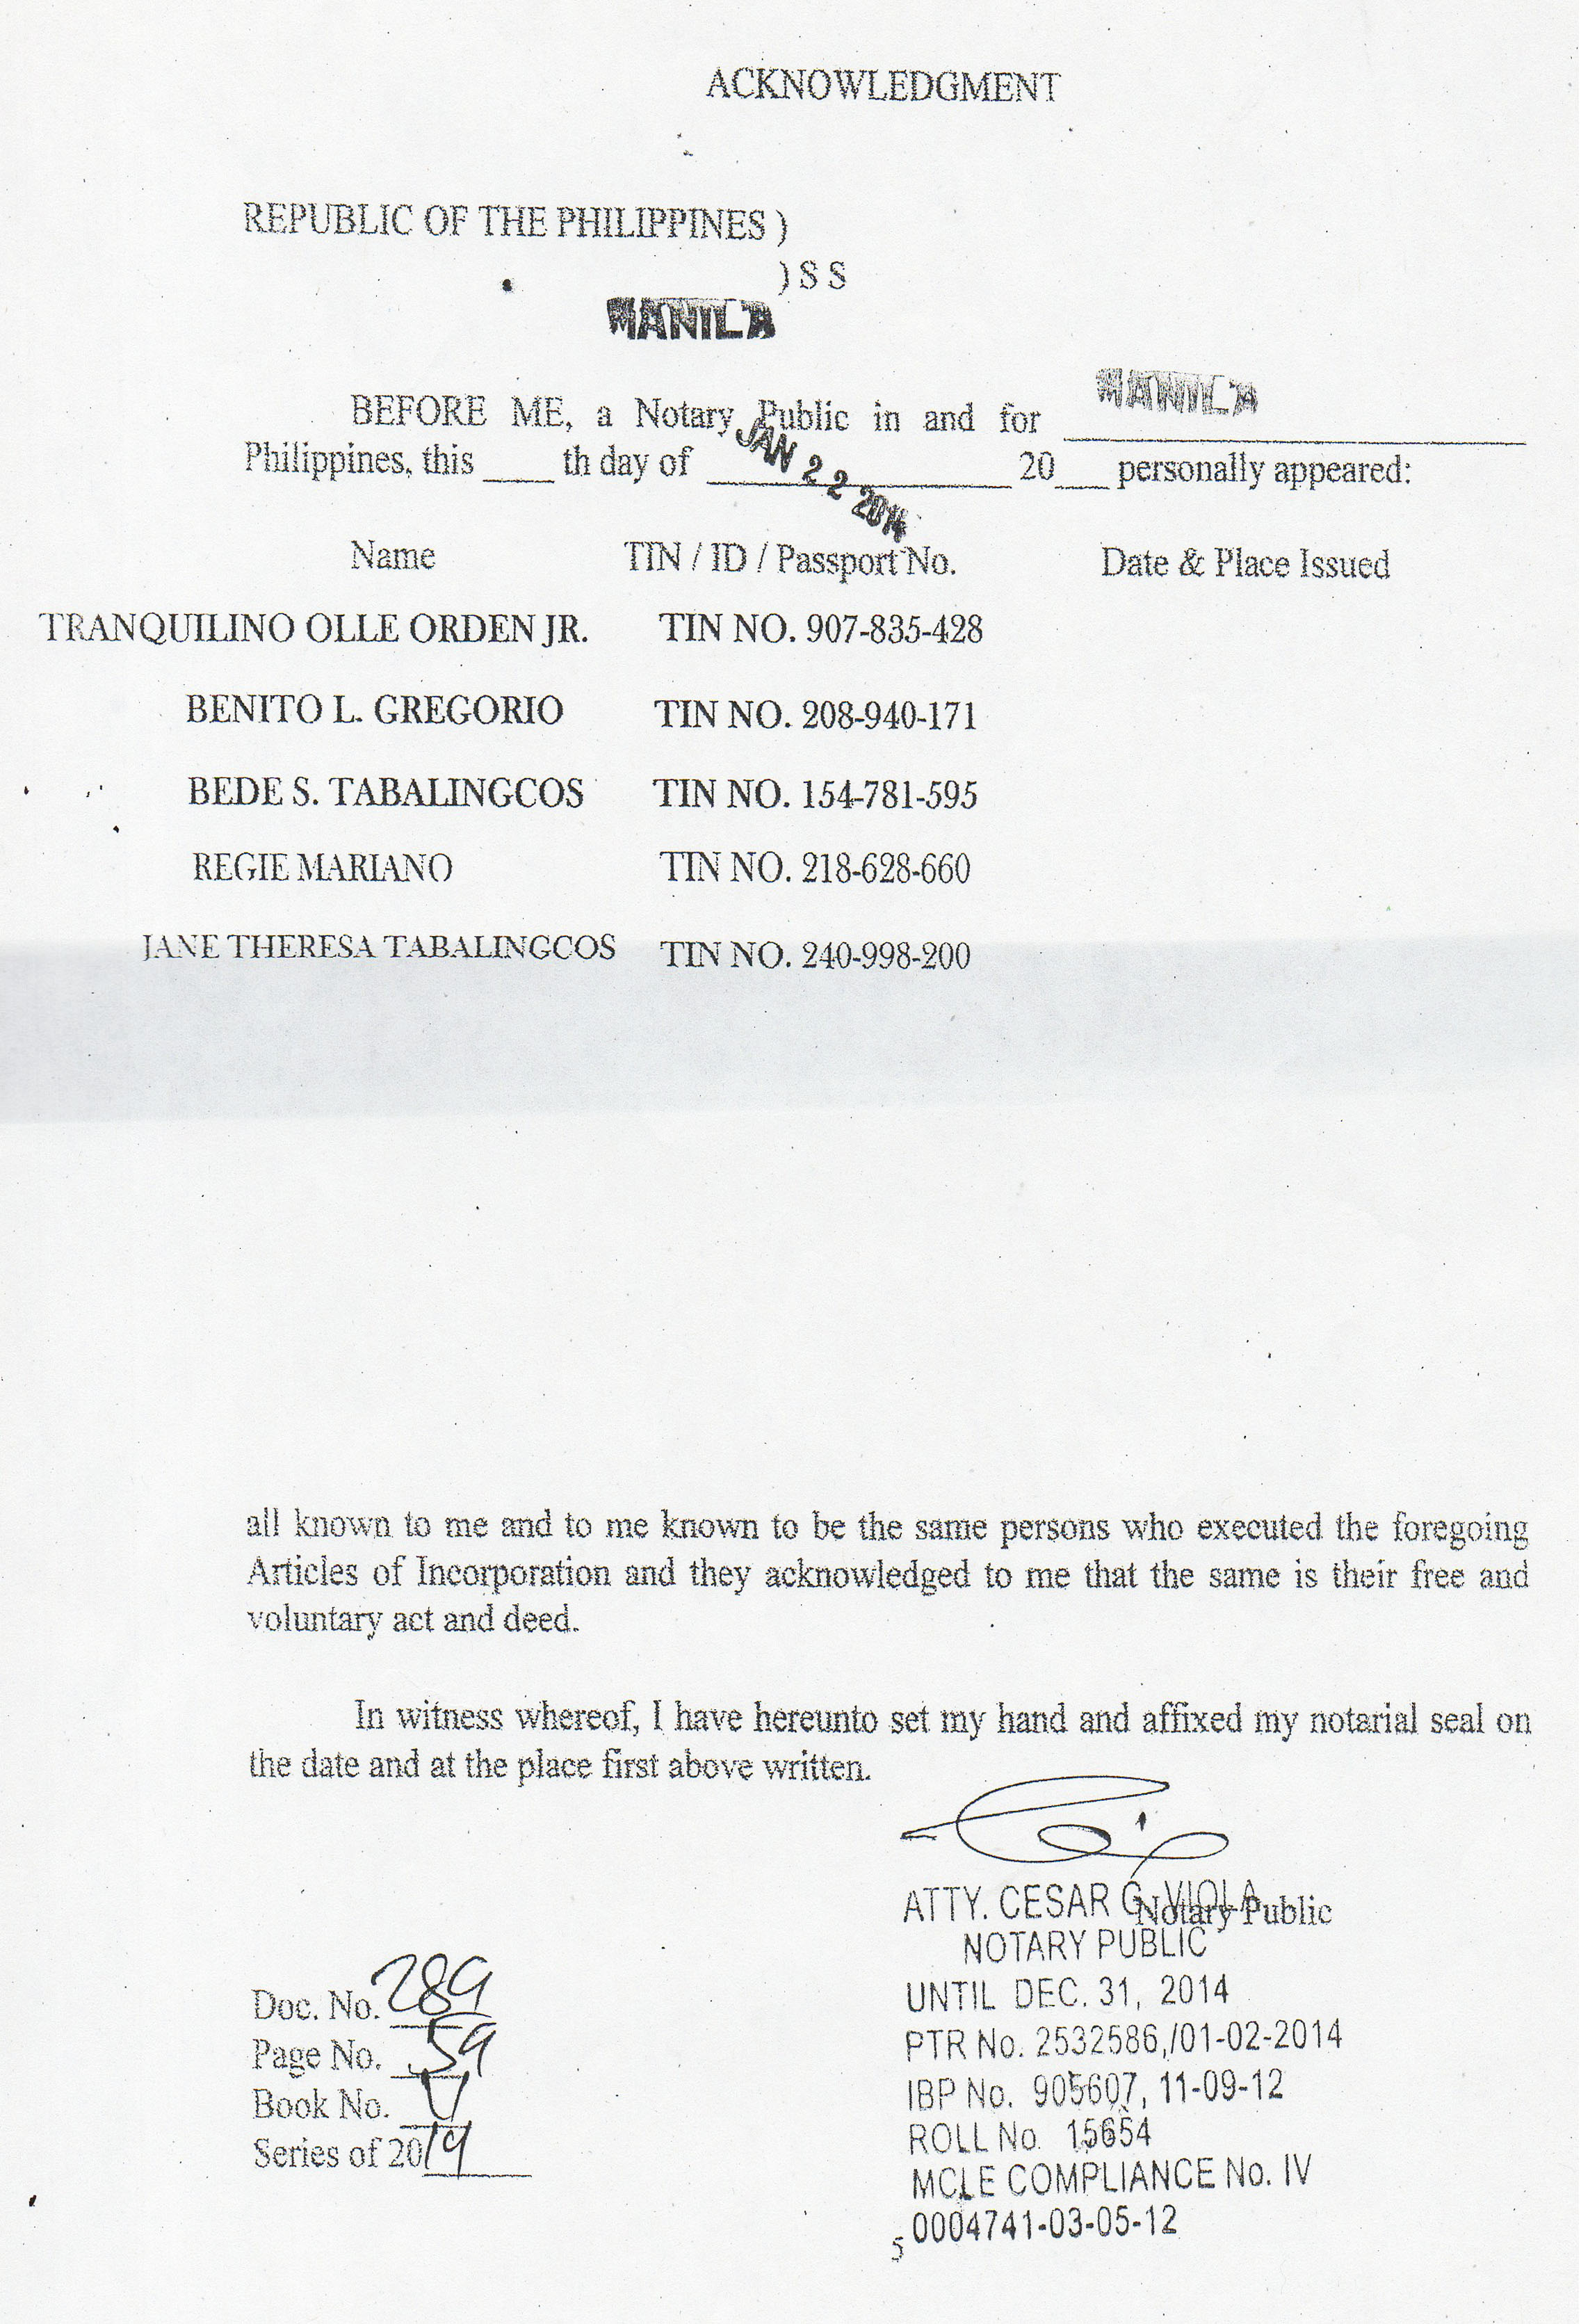 ACKNOWLEDGMENT
REPUBLIC OF THE PHILIPPINES )
) S S
MANILA
MANILA
BEFORE ME, a Notary Public in and for
Philippines, this ____ th day of JAN 22 2014 20___ personally appeared:
Name TIN / ID / Passport No. Date & Place Issued
TRANQUILINO OLLE ORDEN JR. TIN NO. 907-835-428
BENITO L. GREGORIO TIN NO. 208-940-171
BEDE S. TABALINGCOS TIN NO. 154-781-595
REGIE MARIANO TIN NO. 218-628-660
JANE THERESA TABALINGCOS TIN NO. 240-998-200
all known to me and to me known to be the same persons who executed the foregoing
Articles of Incorporation and they acknowledged to me that the same is their free and
voluntary act and deed.
In witness whereof, I have hereunto set my hand and affixed my notarial seal on
the date and at the place first above written.
ATTY. CESAR G. VIOLA
Notary Public
NOTARY PUBLIC
UNTIL DEC. 31, 2014
PTR No. 2532586,/01-02-2014
IBP No. 905607, 11-09-12
ROLL No. 15654
MCLE COMPLIANCE No. IV
0004741-03-05-12
Doc. No. 289
Page No. 59
Book No. V
Series of 2014
5